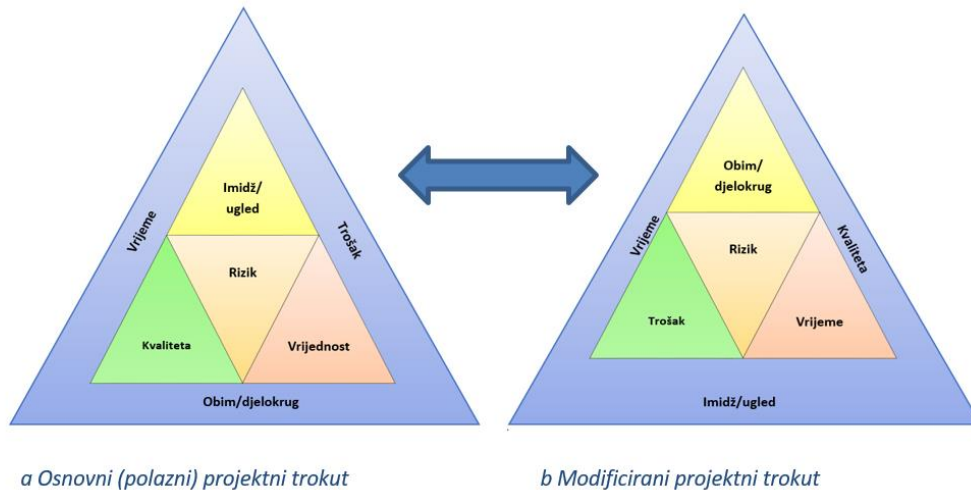 Vrijeme
Trošak
Imidž/
ugled
Rizik
Kvaliteta
Vrijednost
Obim/djelokrug
a Osnovni (polazni) projektni trokut
Vrijeme
Kvaliteta
Obim/
djelokrug
Rizik
Trošak
Vrijeme
Imidž/ugled
b Modificirani projektni trokut